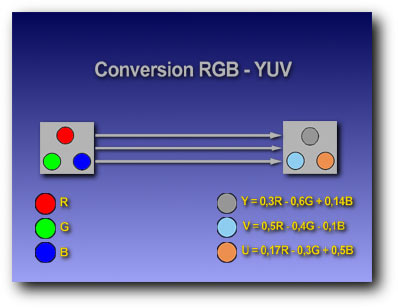 Conversion RGB - YUV
R
Y = 0,3R - 0,6G + 0,14B
G
V = 0,5R - 0,4G - 0,1B
B
U = 0,17R - 0,3G + 0,5B